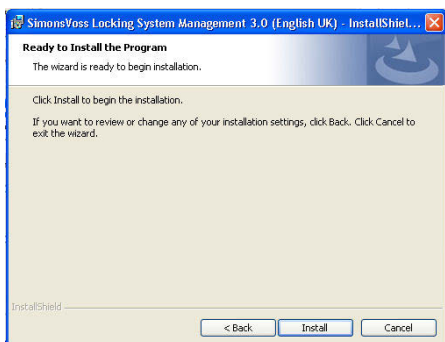 SimonsVoss Locking System Management 3.0 (English UK) - InstallShiel...
Ready to Install the Program
The wizard is ready to begin installation.
Click Install to begin the installation.
If you want to review or change any of your installation settings, click Back. Click Cancel to
exit the wizard.
InstallShield
< Back Install Cancel